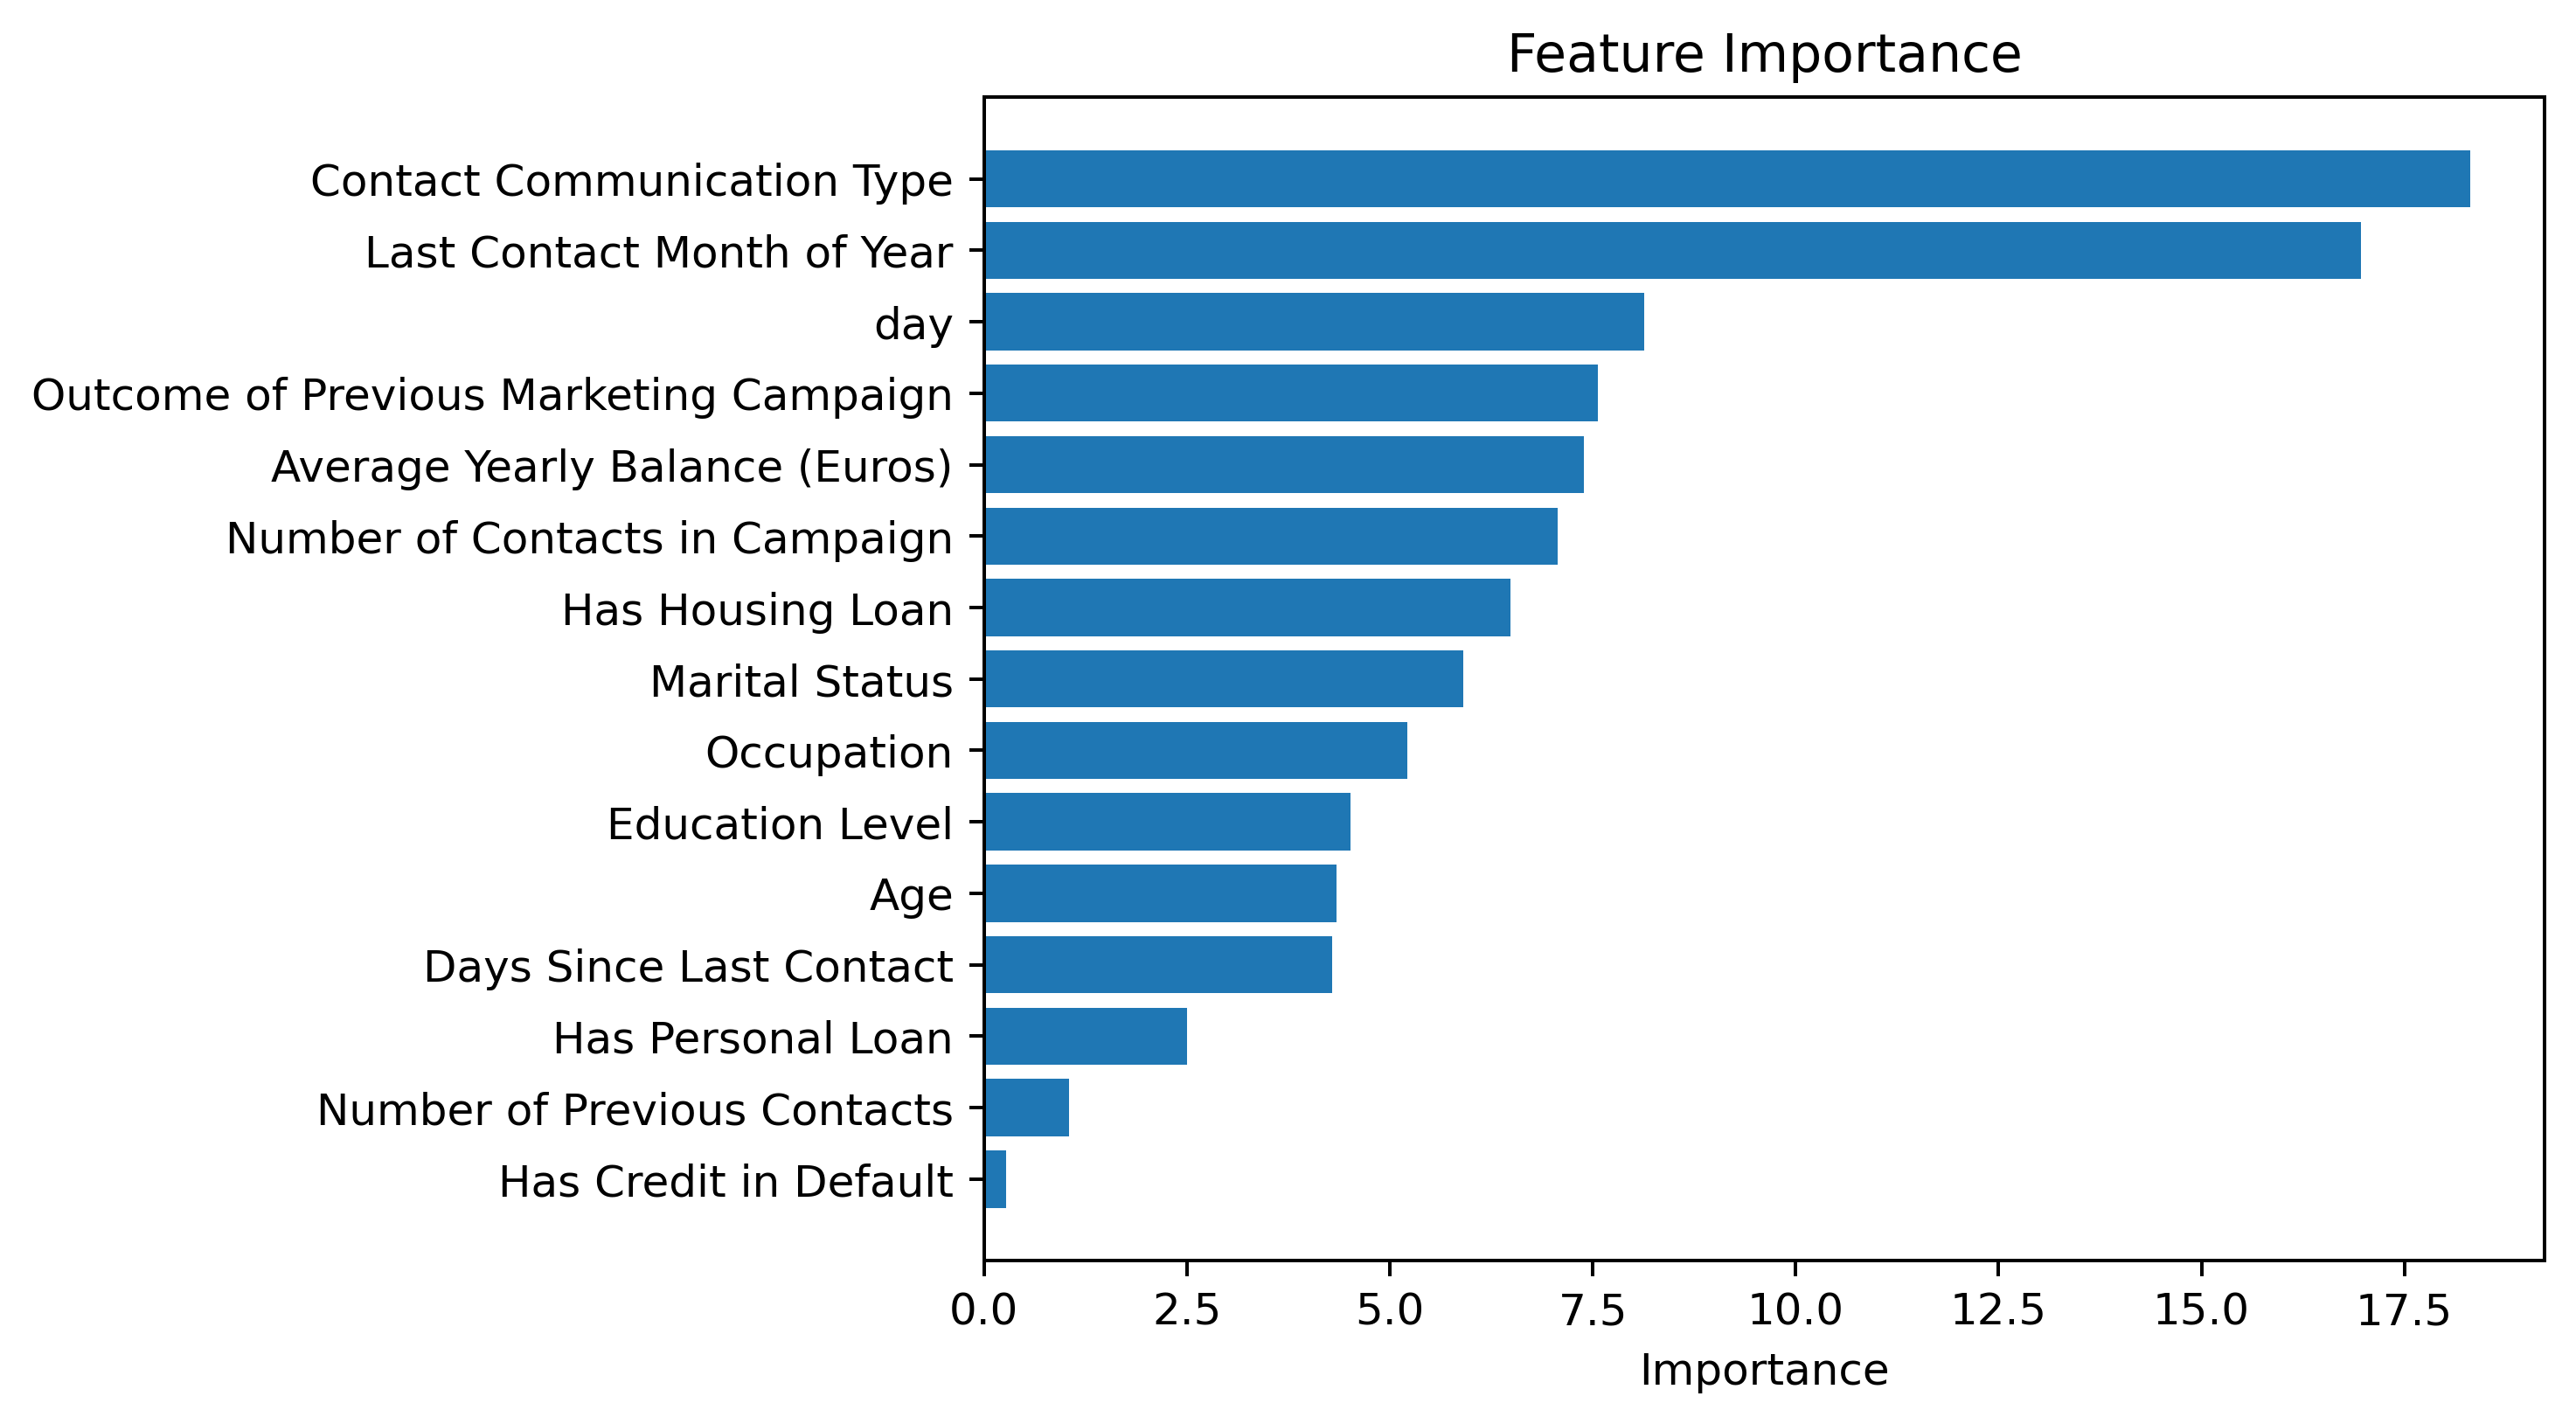 Feature Importance
Contact Communication Type
Last Contact Month of Year
day
Outcome of Previous Marketing Campaign
Average Yearly Balance (Euros)
Number of Contacts in Campaign
Has Housing Loan
Marital Status
Occupation
Education Level
Age
Days Since Last Contact
Has Personal Loan
Number of Previous Contacts
Has Credit in Default
0.0 2.5 5.0 7.5 10.0 12.5 15.0 17.5
Importance